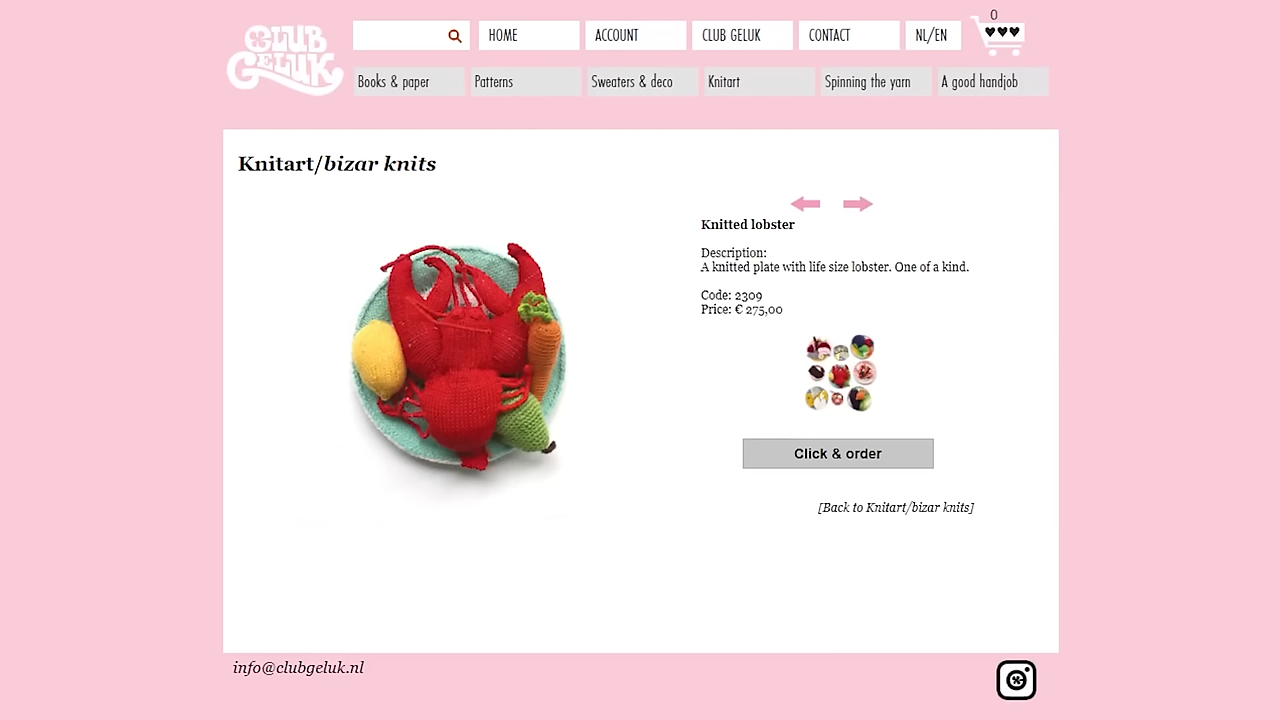 CLUB
GELUK
HOME
ACCOUNT
CLUB GELUK
CONTACT
NL/EN
0
Books & paper
Patterns
Sweaters & deco
Knitart
Spinning the yarn
A good handjob
Knitart/bizar knits
Knitted lobster
Description:
A knitted plate with life size lobster. One of a kind.
Code: 2309
Price: € 275,00
Click & order
[Back to Knitart/bizar knits]
info@clubgeluk.nl